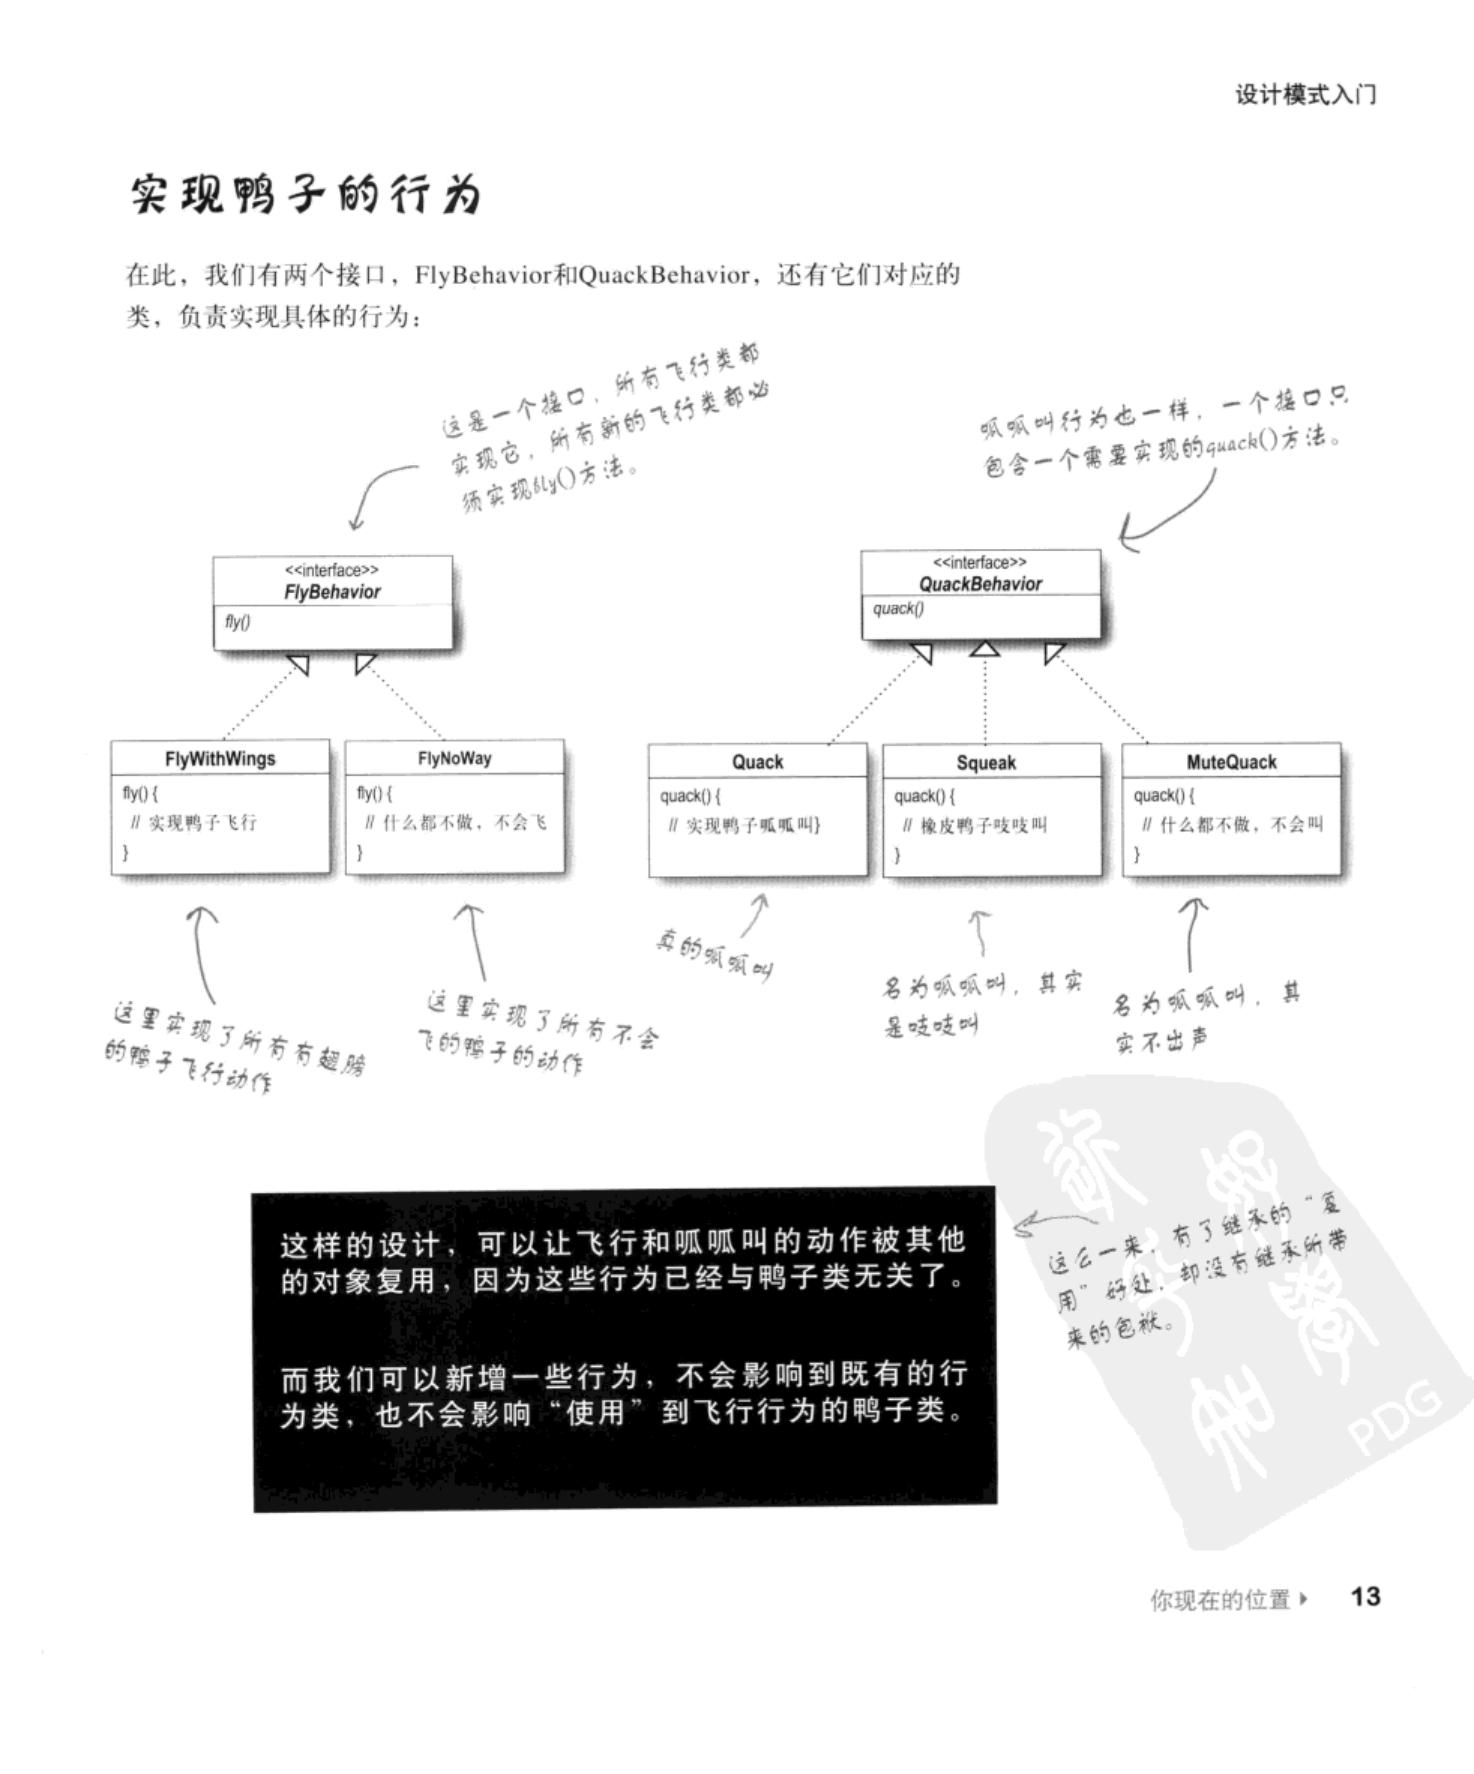 设计模式入门
实现鸭子的行为
在此，我们有两个接口，FlyBehavior和QuackBehavior，还有它们对应的
类，负责实现具体的行为：
这是一个接口，所有飞行类都
实现它，所有新的飞行类都必
须实现fly()方法。
呱呱叫行为也一样，一个接口只
包含一个需要实现的quack()方法。
<<interface>>
FlyBehavior
fly()
<<interface>>
QuackBehavior
quack()
FlyWithWings
fly() {
// 实现鸭子飞行
}
FlyNoWay
fly() {
// 什么都不做，不会飞
}
Quack
quack() {
// 实现鸭子呱呱叫}
Squeak
quack() {
// 橡皮鸭子吱吱叫
}
MuteQuack
quack() {
// 什么都不做，不会叫
}
这里实现了所有有翅膀
的鸭子飞行动作
这里实现了所有不会
飞的鸭子的动作
真的呱呱叫
名为呱呱叫，其实
是吱吱叫
名为呱呱叫，其
实不出声
这样的设计，可以让飞行和呱呱叫的动作被其他
的对象复用，因为这些行为已经与鸭子类无关了。
而我们可以新增一些行为，不会影响到既有的行
为类，也不会影响“使用”到飞行行为的鸭子类。
这么一来，有了继承的“复
用”好处，却没有继承所带
来的包袱。
PDG
你现在的位置
13